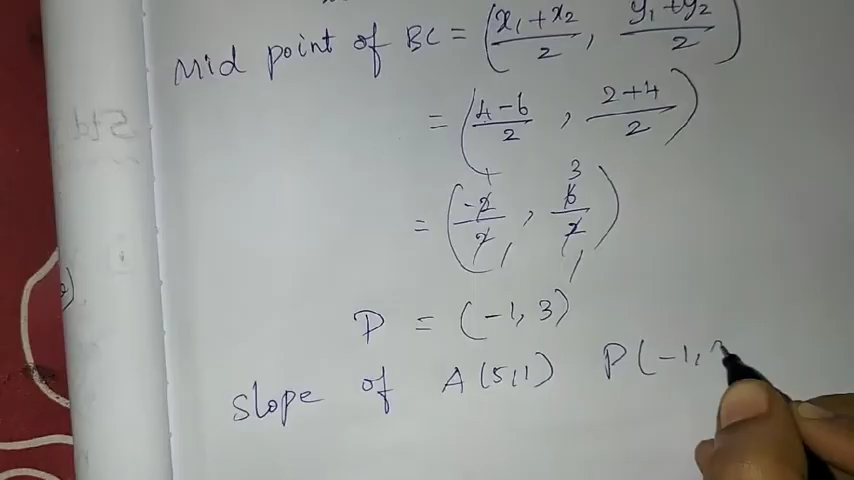 Mid point of BC = (x₁+x₂/2, y₁+y₂/2)
= (4-6/2, 2+4/2)
= (-2/2, 6/2) 3
P = (-1, 3)
slope of A(5,1) P(-1,